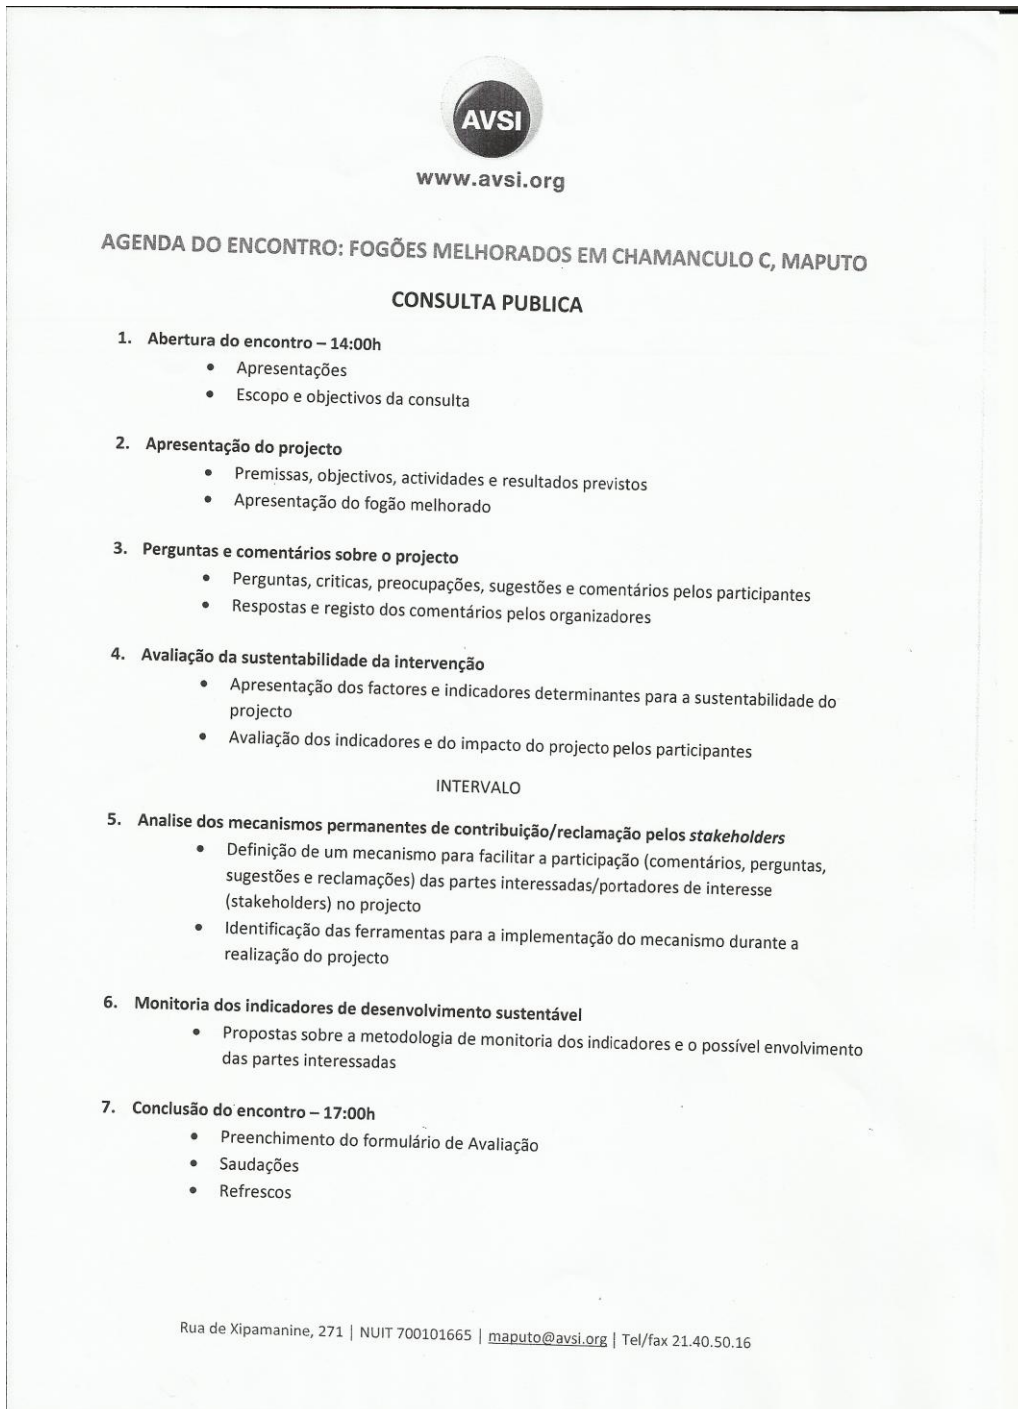 AVSI
www.avsi.org
AGENDA DO ENCONTRO: FOGÕES MELHORADOS EM CHAMANCULO C, MAPUTO
CONSULTA PUBLICA
1. Abertura do encontro – 14:00h
• Apresentações
• Escopo e objectivos da consulta
2. Apresentação do projecto
• Premissas, objectivos, actividades e resultados previstos
• Apresentação do fogão melhorado
3. Perguntas e comentários sobre o projecto
• Perguntas, criticas, preocupações, sugestões e comentários pelos participantes
• Respostas e registo dos comentários pelos organizadores
4. Avaliação da sustentabilidade da intervenção
• Apresentação dos factores e indicadores determinantes para a sustentabilidade do
projecto
• Avaliação dos indicadores e do impacto do projecto pelos participantes
INTERVALO
5. Analise dos mecanismos permanentes de contribuição/reclamação pelos stakeholders
• Definição de um mecanismo para facilitar a participação (comentários, perguntas,
sugestões e reclamações) das partes interessadas/portadores de interesse
(stakeholders) no projecto
• Identificação das ferramentas para a implementação do mecanismo durante a
realização do projecto
6. Monitoria dos indicadores de desenvolvimento sustentável
• Propostas sobre a metodologia de monitoria dos indicadores e o possível envolvimento
das partes interessadas
7. Conclusão do encontro – 17:00h
• Preenchimento do formulário de Avaliação
• Saudações
• Refrescos
Rua de Xipamanine, 271 | NUIT 700101665 | maputo@avsi.org | Tel/fax 21.40.50.16